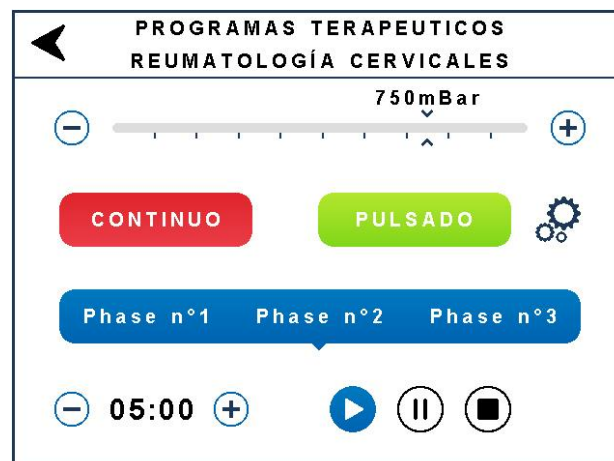 PROGRAMAS TERAPEUTICOS
REUMATOLOGÍA CERVICALES
750mBar
CONTINUO PULSADO
Phase n°1 Phase n°2 Phase n°3
05:00